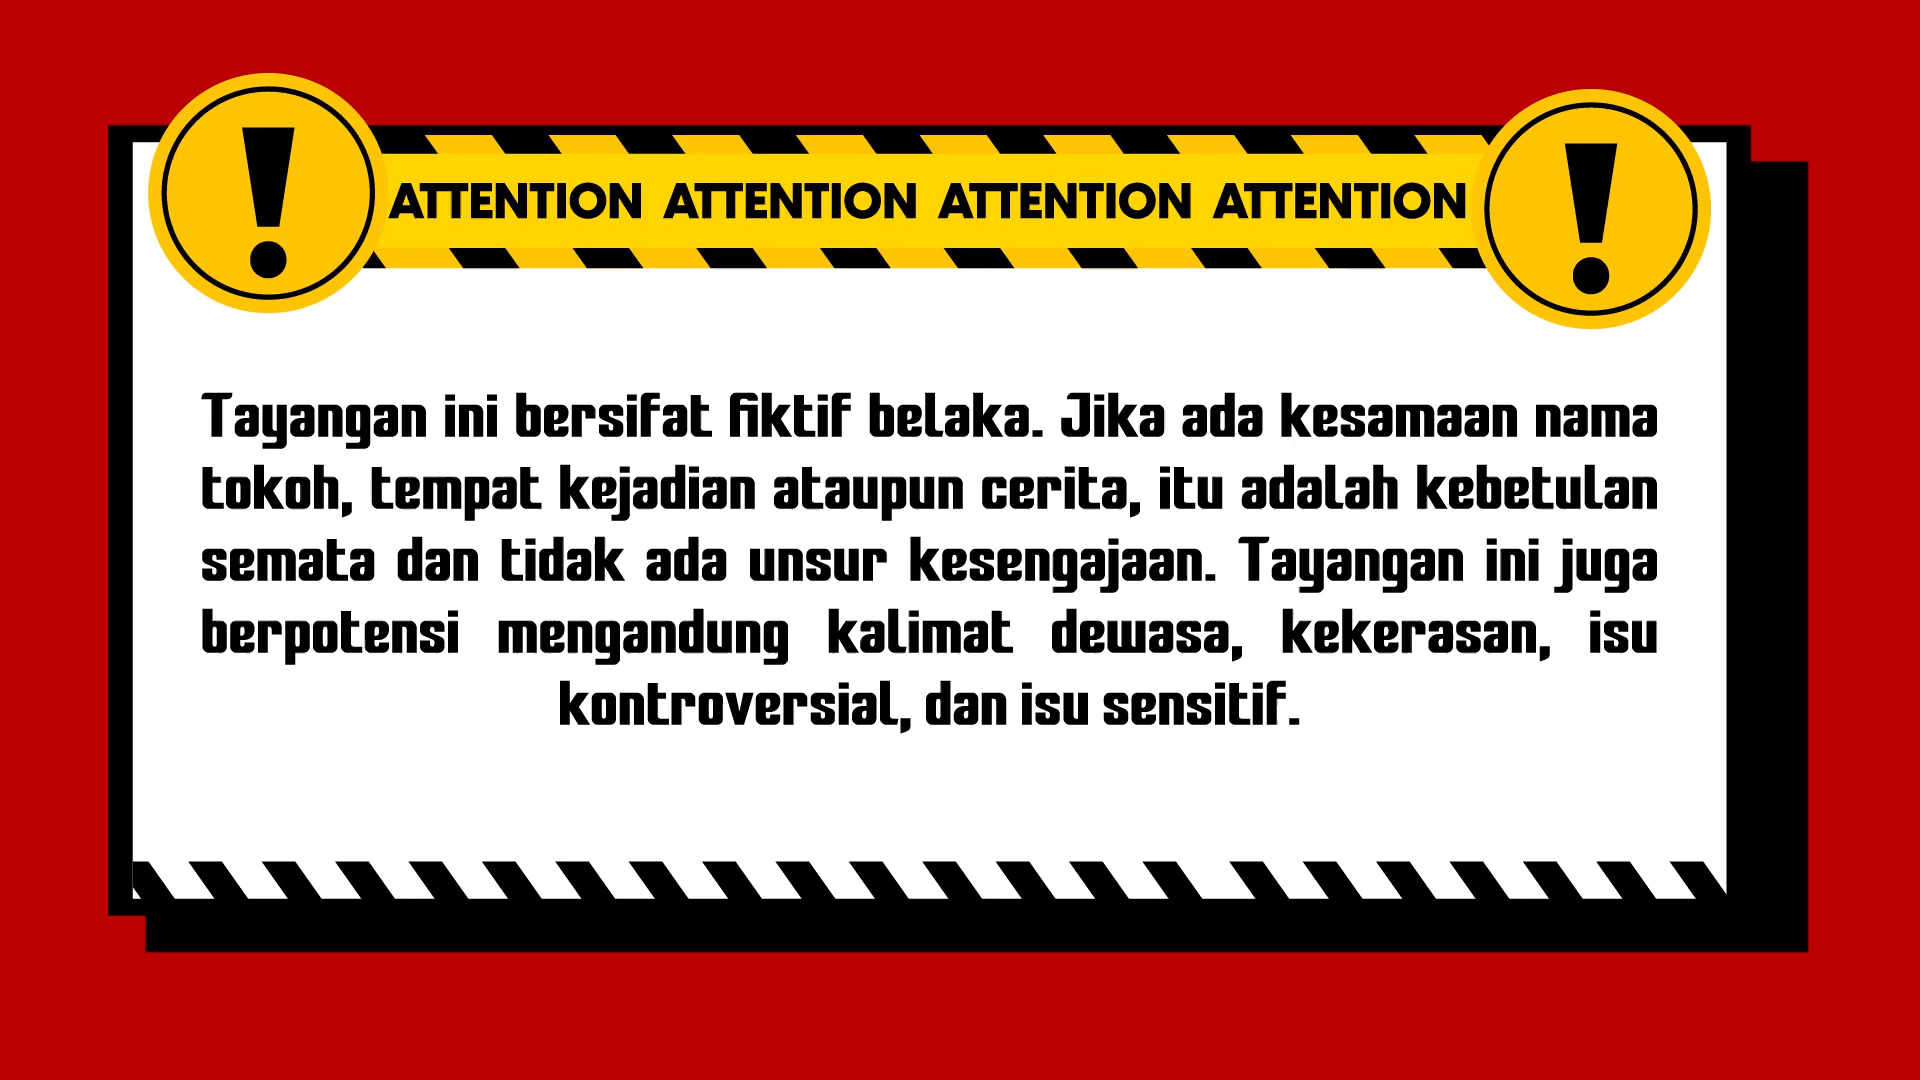 ATTENTION ATTENTION ATTENTION ATTENTION
Tayangan ini bersifat fiktif belaka. Jika ada kesamaan nama
tokoh, tempat kejadian ataupun cerita, itu adalah kebetulan
semata dan tidak ada unsur kesengajaan. Tayangan ini juga
berpotensi mengandung kalimat dewasa, kekerasan, isu
kontroversial, dan isu sensitif.